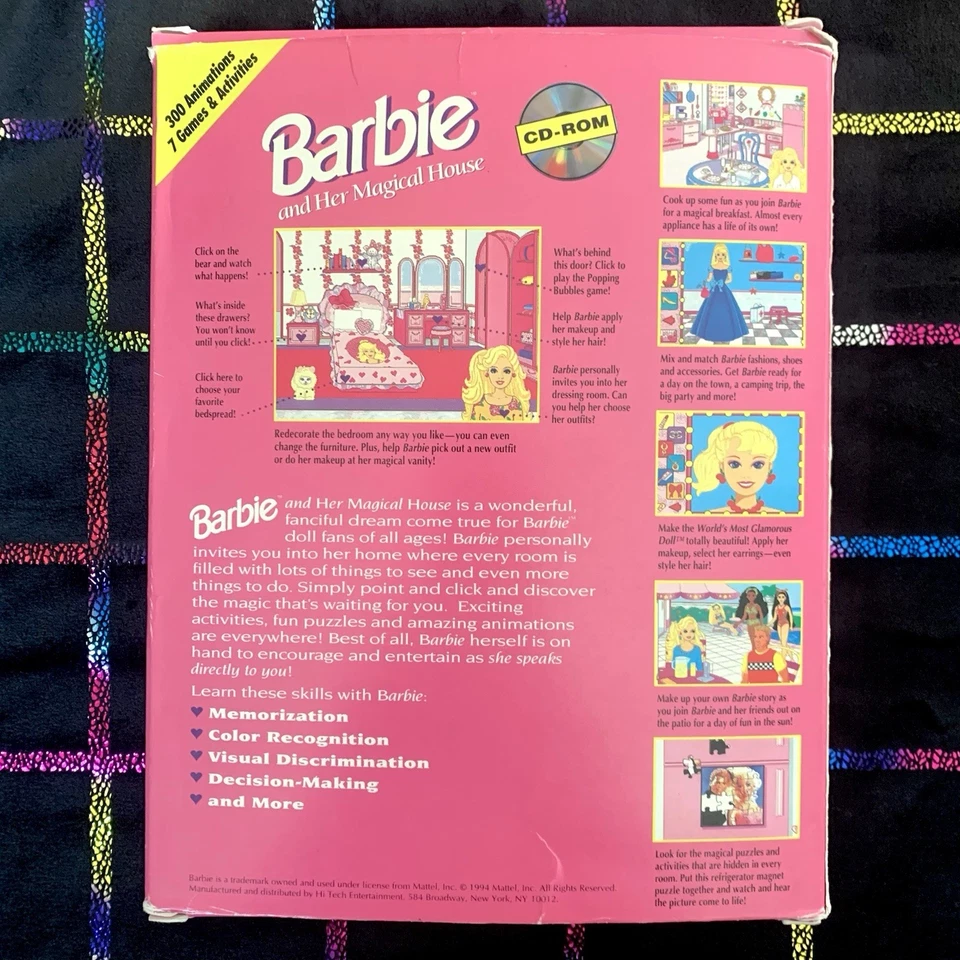 300 Animations
7 Games & Activities
Barbie™
and Her Magical House
CD-ROM
Click on the
bear and watch
what happens!
What's inside
these drawers?
You won't know
until you click!
Click here to
choose your
favorite
bedspread!
What's behind
this door? Click to
play the Popping
Bubbles game!
Help Barbie apply
her makeup and
style her hair!
Barbie personally
invites you into her
dressing room. Can
you help her choose
her outfits?
Redecorate the bedroom any way you like—you can even
change the furniture. Plus, help Barbie pick out a new outfit
or do her makeup at her magical vanity!
Barbie™ and Her Magical House is a wonderful,
fanciful dream come true for Barbie™
doll fans of all ages! Barbie personally
invites you into her home where every room is
filled with lots of things to see and even more
things to do. Simply point and click and discover
the magic that's waiting for you. Exciting
activities, fun puzzles and amazing animations
are everywhere! Best of all, Barbie herself is on
hand to encourage and entertain as she speaks
directly to you!
Learn these skills with Barbie:
Memorization
Color Recognition
Visual Discrimination
Decision-Making
and More
Barbie is a trademark owned and used under license from Mattel, Inc. © 1994 Mattel, Inc. All Rights Reserved.
Manufactured and distributed by Hi Tech Entertainment. 584 Broadway, New York, NY 10012.
Cook up some fun as you join Barbie
for a magical breakfast. Almost every
appliance has a life of its own!
Mix and match Barbie fashions, shoes
and accessories. Get Barbie ready for
a day on the town, a camping trip, the
big party and more!
Make the World's Most Glamorous
Doll™ totally beautiful! Apply her
makeup, select her earrings—even
style her hair!
Make up your own Barbie story as
you join Barbie and her friends out on
the patio for a day of fun in the sun!
Look for the magical puzzles and
activities that are hidden in every
room. Put this refrigerator magnet
puzzle together and watch and hear
the picture come to life!